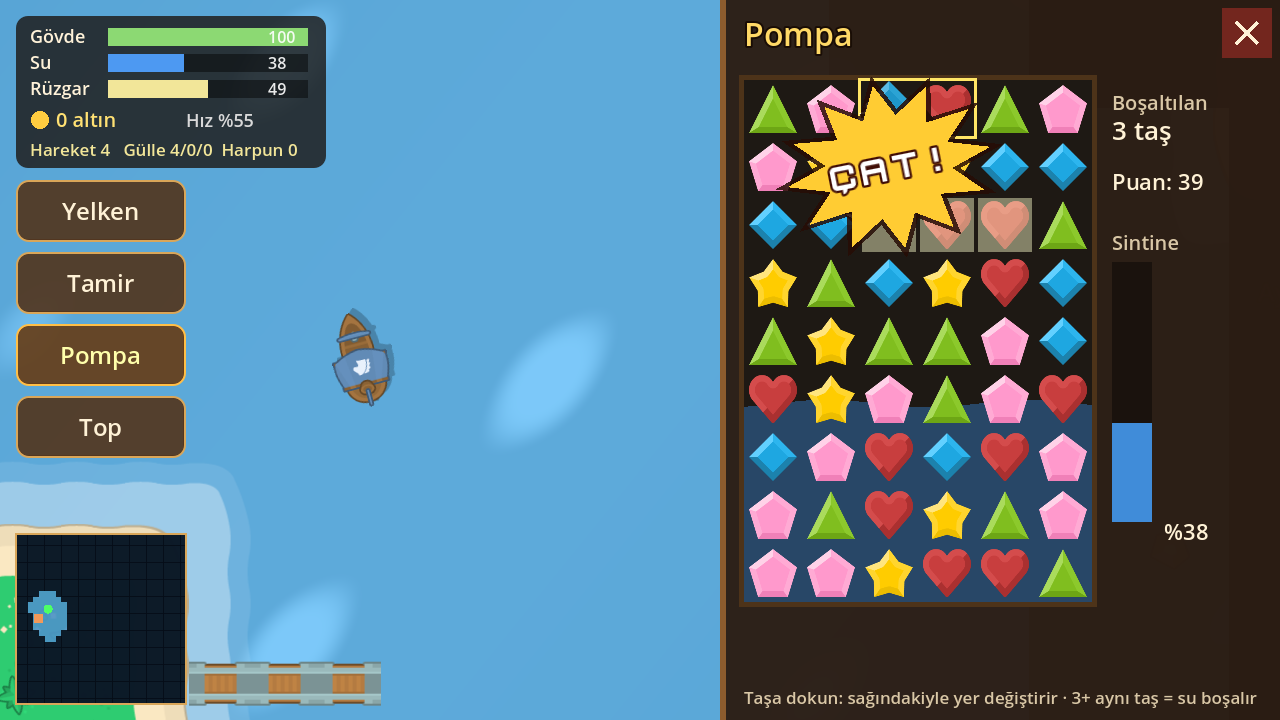 Gövde 100
Su 38
Rüzgar 49
0 altın Hız %55
Hareket 4 Gülle 4/0/0 Harpun 0
Yelken
Tamir
Pompa
Top
Pompa
ÇAT!
Boşaltılan
3 taş
Puan: 39
Sintine
%38
Taşa dokun: sağındakiyle yer değiştirir · 3+ aynı taş = su boşalır